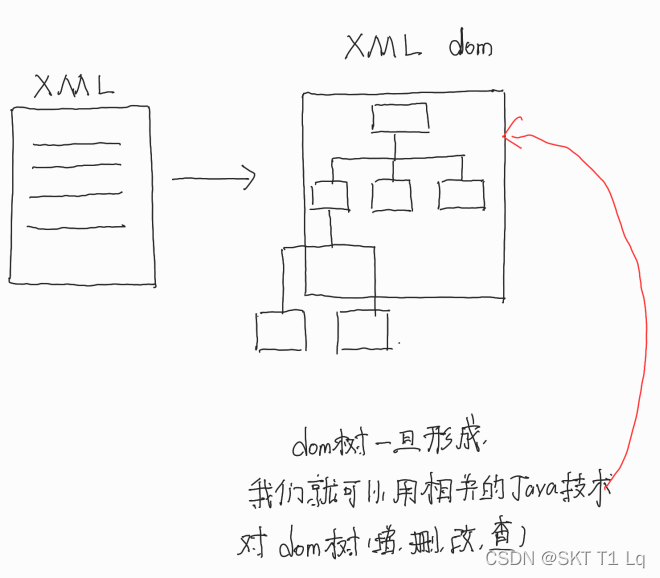 XML
XML dom
dom树一旦形成.
我们就可以用相关的Java技术
对dom树(增.删.改.查)
CSDN @SKT T1 Lq